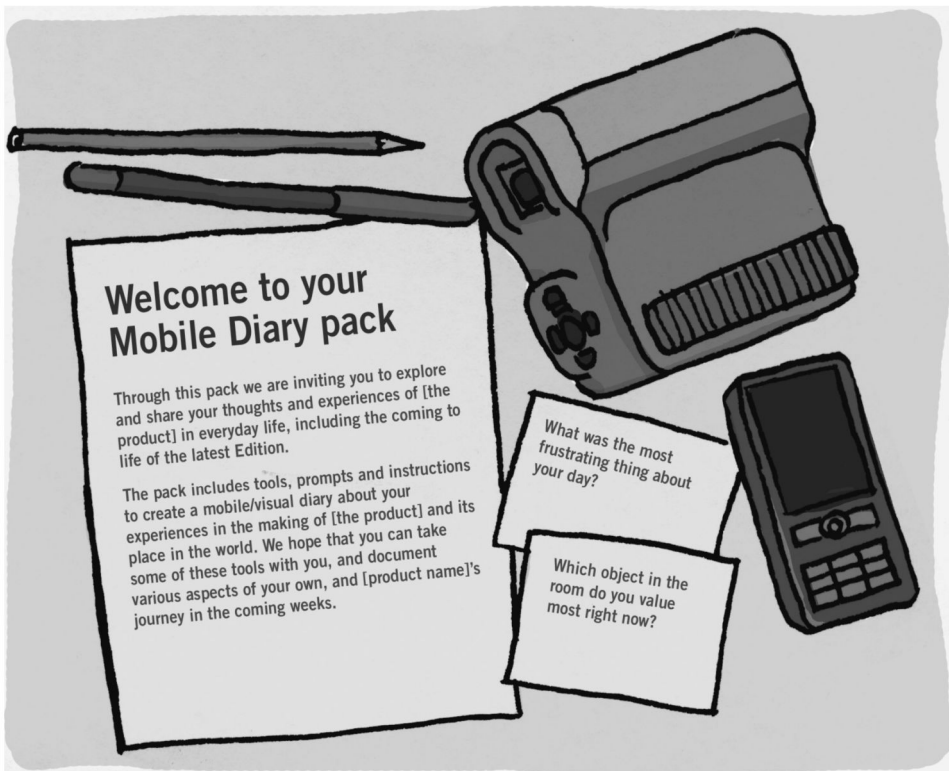 Welcome to your
Mobile Diary pack
Through this pack we are inviting you to explore
and share your thoughts and experiences of [the
product] in everyday life, including the coming to
life of the latest Edition.
The pack includes tools, prompts and instructions
to create a mobile/visual diary about your
experiences in the making of [the product] and its
place in the world. We hope that you can take
some of these tools with you, and document
various aspects of your own, and [product name]'s
journey in the coming weeks.
What was the most
frustrating thing about
your day?
Which object in the
room do you value
most right now?